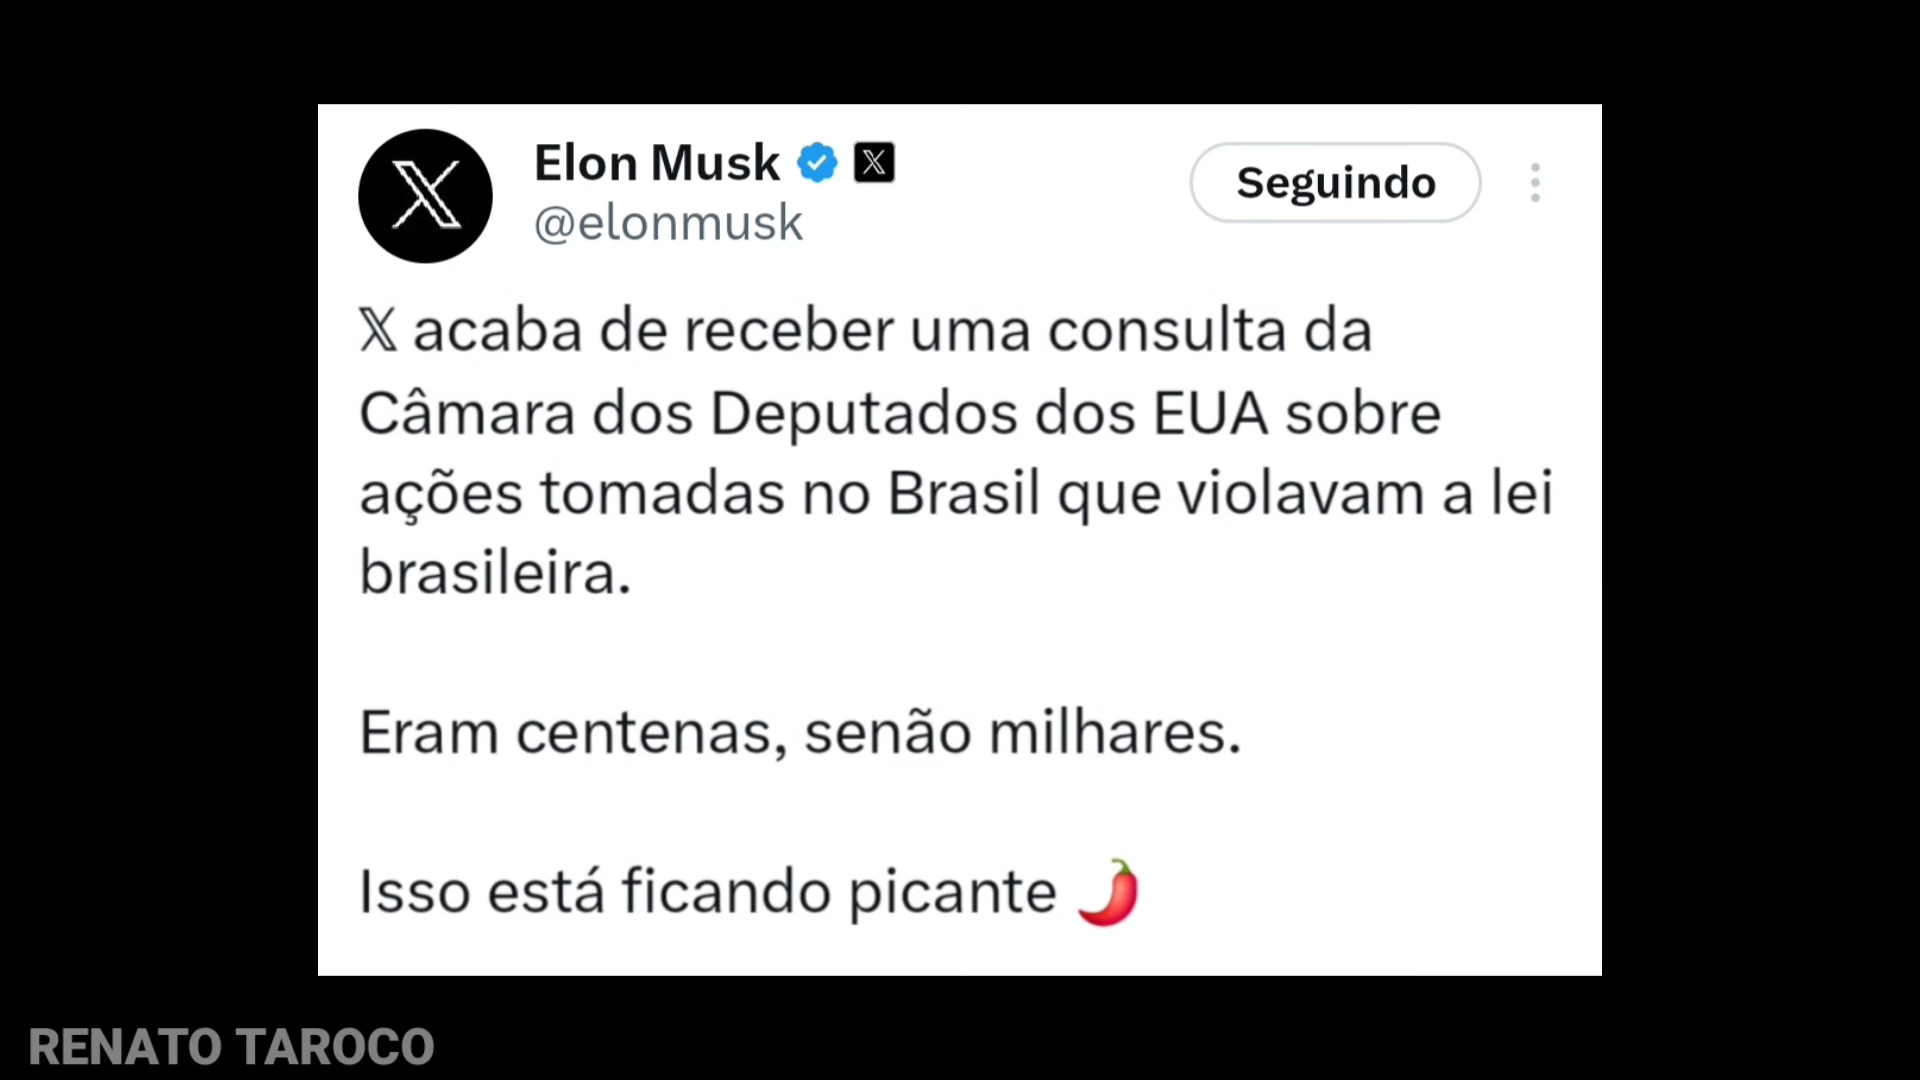 Elon Musk
@elonmusk
Seguindo
𝕏 acaba de receber uma consulta da
Câmara dos Deputados dos EUA sobre
ações tomadas no Brasil que violavam a lei
brasileira.
Eram centenas, senão milhares.
Isso está ficando picante 🌶️
RENATO TAROCO